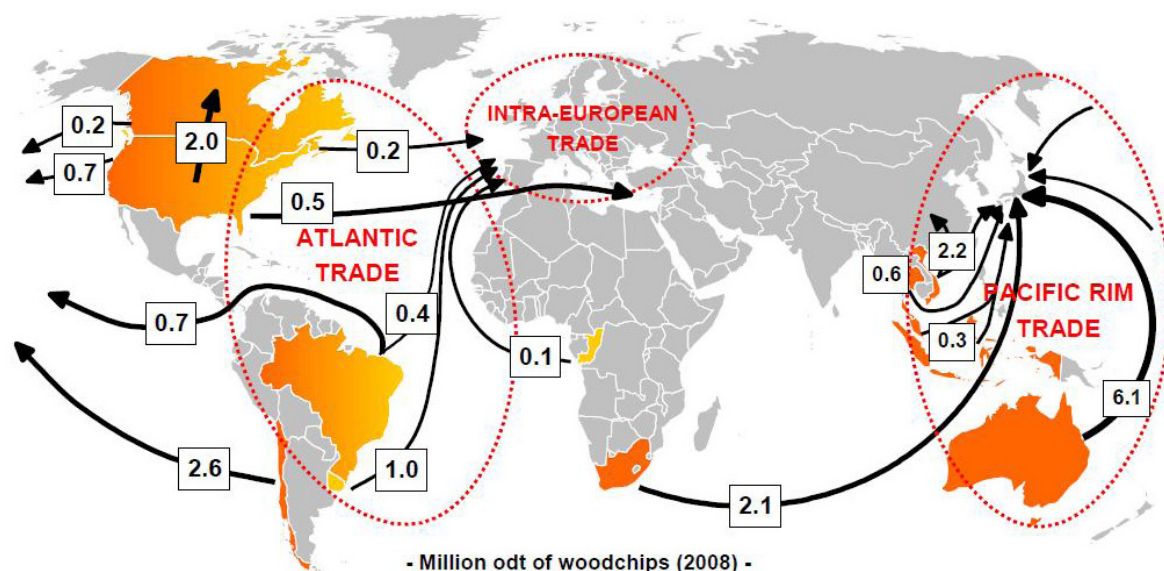 INTRA-EUROPEAN
TRADE
0.2
2.0
0.2
0.7
0.5
ATLANTIC
TRADE
2.2
0.6
PACIFIC RIM
TRADE
0.7
0.4
0.3
0.1
6.1
2.6
1.0
2.1
- Million odt of woodchips (2008) -